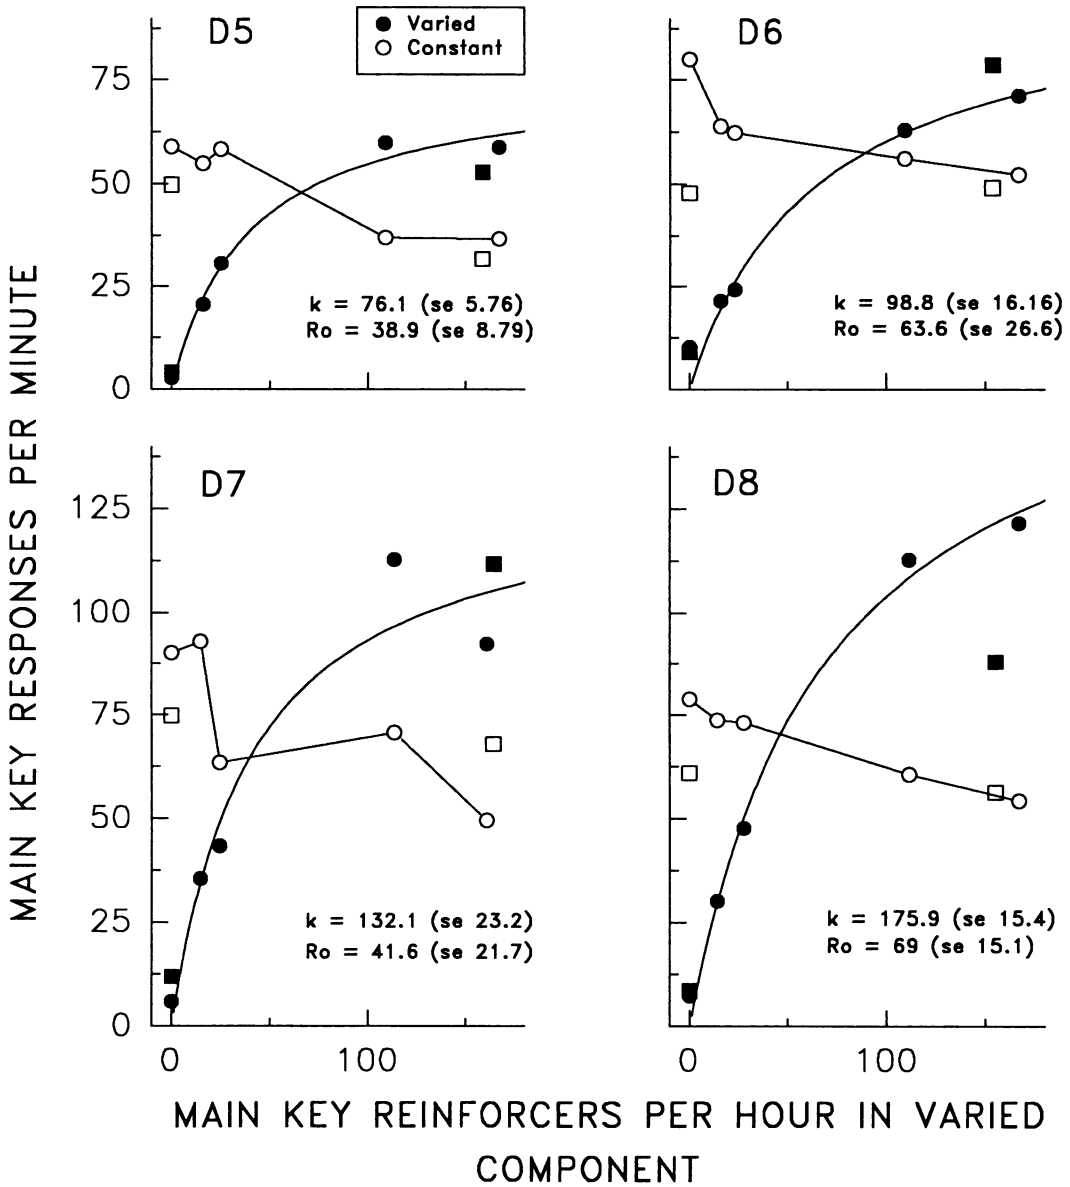 D5
Varied
Constant
D6
75
50
25
0
k = 76.1 (se 5.76)
Ro = 38.9 (se 8.79)
k = 98.8 (se 16.16)
Ro = 63.6 (se 26.6)
D7
D8
125
100
75
50
25
0
k = 132.1 (se 23.2)
Ro = 41.6 (se 21.7)
k = 175.9 (se 15.4)
Ro = 69 (se 15.1)
0 100
0 100
MAIN KEY RESPONSES PER MINUTE
MAIN KEY REINFORCERS PER HOUR IN VARIED
COMPONENT